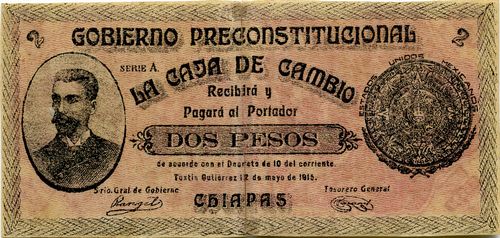 GOBIERNO PRECONSTITUCIONAL
2
2
SERIE A.
LA CAJA DE CAMBIO
Recibirá y
Pagará al Portador
DOS PESOS
de acuerdo con el Decreto de 10 del corriente.
Tuxtla Gutiérrez 12 de mayo de 1915.
Srio. Gral de Gobierno
Tesorero General
Rangel
CHIAPAS
ESTADOS UNIDOS MEXICANOS